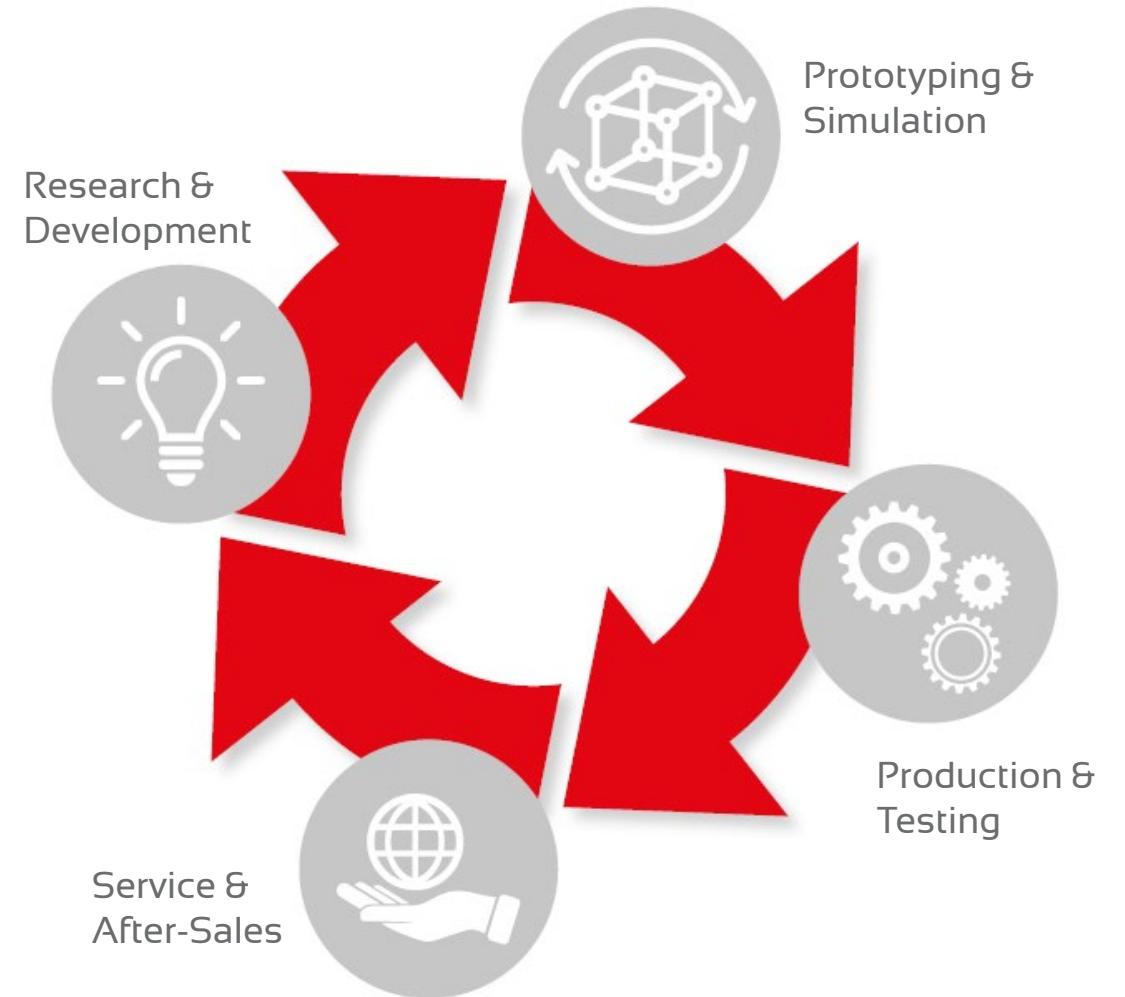 Prototyping &
Simulation
Research &
Development
Production &
Testing
Service &
After-Sales